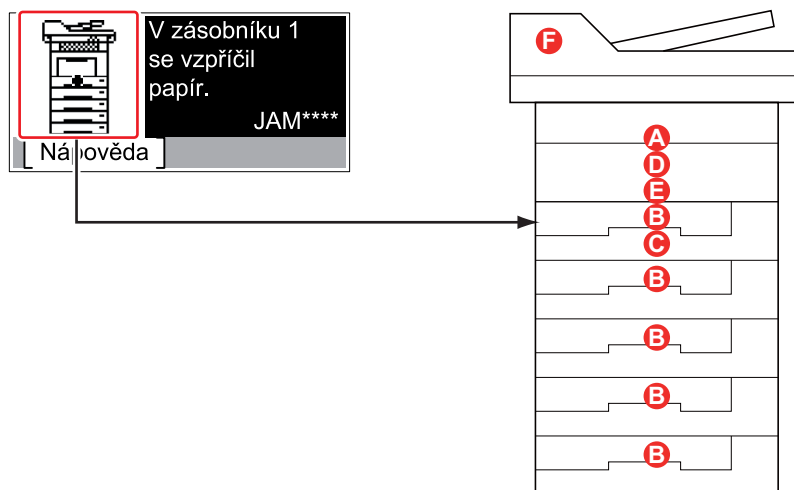 V zásobníku 1
se vzpříčil
papír.
JAM****
[ Nápověda ]
F
A
D
E
B
C
B
B
B
B